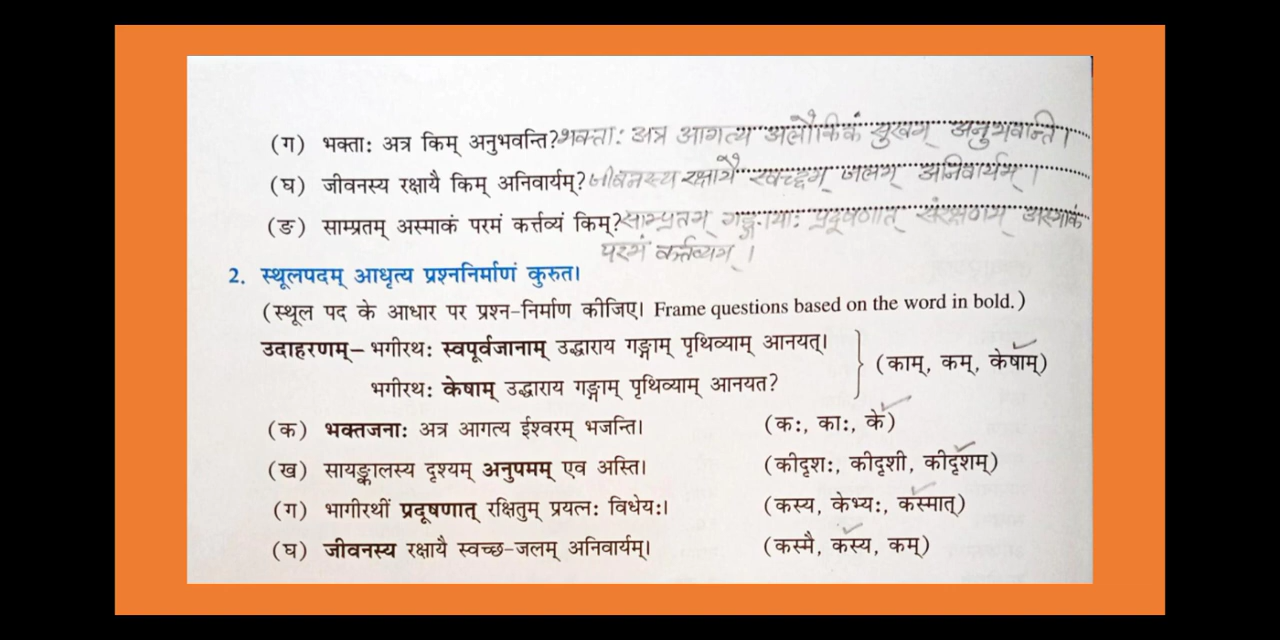 (ग) भक्ताः अत्र किम् अनुभवन्ति? भक्ताः अत्र आगत्य अलौकिकं सुखम् अनुभवन्ति।
(घ) जीवनस्य रक्षायै किम् अनिवार्यम्? जीवनस्य रक्षायै स्वच्छम् जलम् अनिवार्यम्।
(ङ) साम्प्रतम् अस्माकं परमं कर्त्तव्यं किम्? साम्प्रतम् गङ्गायाः प्रदूषणात् संरक्षणम् अस्माकं
परमं कर्त्तव्यम्।
2. स्थूलपदम् आधृत्य प्रश्ननिर्माणं कुरुत।
(स्थूल पद के आधार पर प्रश्न-निर्माण कीजिए। Frame questions based on the word in bold.)
उदाहरणम्– भगीरथः स्वपूर्वजानाम् उद्धाराय गङ्गाम् पृथिव्याम् आनयत्। (काम्, कम्, केषाम्)
भगीरथः केषाम् उद्धाराय गङ्गाम् पृथिव्याम् आनयत?
(क) भक्तजनाः अत्र आगत्य ईश्वरम् भजन्ति। (कः, काः, के)
(ख) सायङ्कालस्य दृश्यम् अनुपमम् एव अस्ति। (कीदृशः, कीदृशी, कीदृशम्)
(ग) भागीरथीं प्रदूषणात् रक्षितुम् प्रयत्नः विधेयः। (कस्य, केभ्यः, कस्मात्)
(घ) जीवनस्य रक्षायै स्वच्छ-जलम् अनिवार्यम्। (कस्मै, कस्य, कम्)